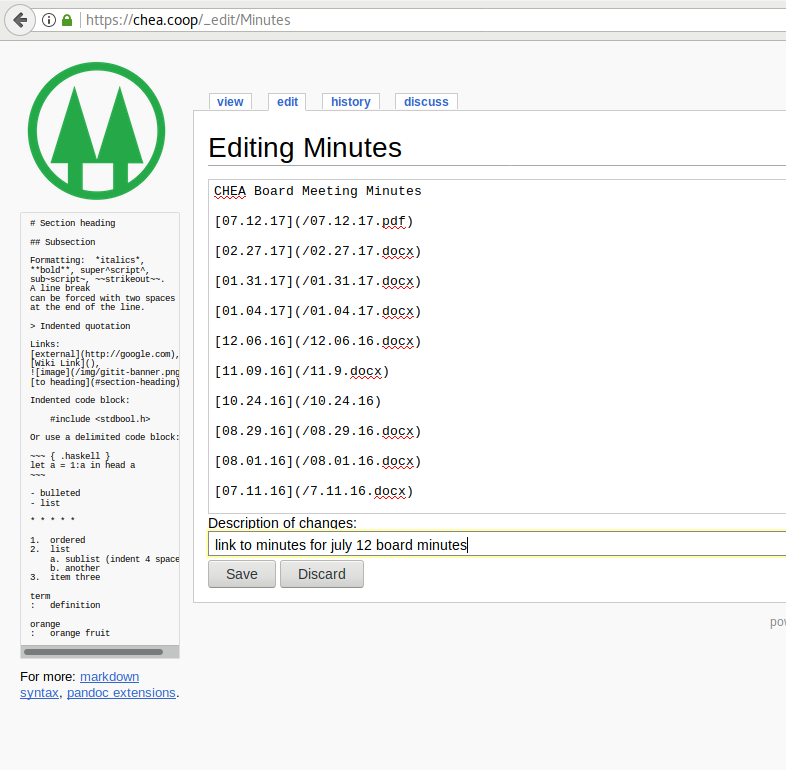 https://chea.coop/_edit/Minutes
view edit history discuss
Editing Minutes
CHEA Board Meeting Minutes
[07.12.17](/07.12.17.pdf)
[02.27.17](/02.27.17.docx)
[01.31.17](/01.31.17.docx)
[01.04.17](/01.04.17.docx)
[12.06.16](/12.06.16.docx)
[11.09.16](/11.9.docx)
[10.24.16](/10.24.16)
[08.29.16](/08.29.16.docx)
[08.01.16](/08.01.16.docx)
[07.11.16](/7.11.16.docx)
Description of changes:
link to minutes for july 12 board minutes
Save Discard
# Section heading
## Subsection
Formatting:  *italics*,
**bold**, super^script^,
sub~script~, ~~strikeout~~.
A line break
can be forced with two spaces
at the end of the line.
> Indented quotation
Links:
[external](http://google.com),
[Wiki Link](),
![image](/img/gitit-banner.png
[to heading](#section-heading)
Indented code block:
#include <stdbool.h>
Or use a delimited code block:
~~~ { .haskell }
let a = 1:a in head a
~~~
- bulleted
- list
* * * * *
1.  ordered
2.  list
a. sublist (indent 4 space
b. another
3.  item three
term
:   definition
orange
:   orange fruit
For more: markdown
syntax, pandoc extensions.